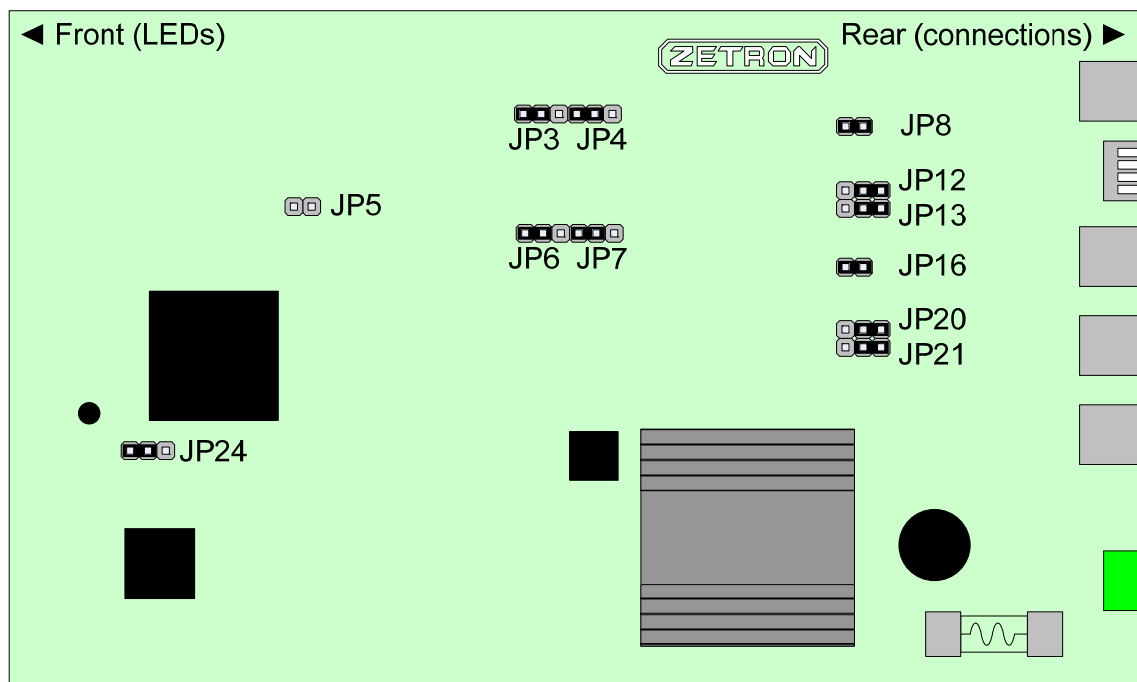 ◄ Front (LEDs)
Rear (connections) ►
ZETRON
JP3 JP4
JP8
JP12
JP13
JP5
JP6 JP7
JP16
JP20
JP21
JP24